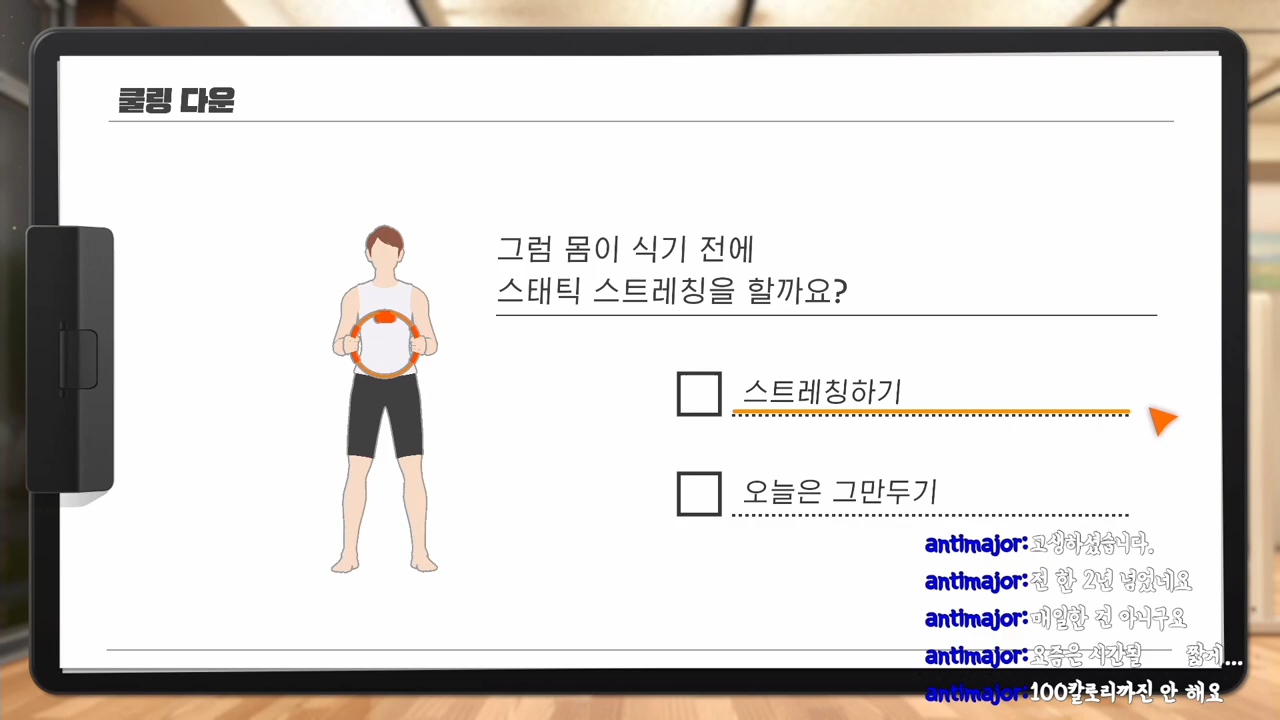 쿨링 다운
그럼 몸이 식기 전에
스태틱 스트레칭을 할까요?
스트레칭하기
오늘은 그만두기
antimajor:고생하셨습니다.
antimajor:진 한 2년 넘었네요
antimajor:매일한 건 아니구요
antimajor:요즘은 시간될
antimajor:100칼로리까진 안 해요